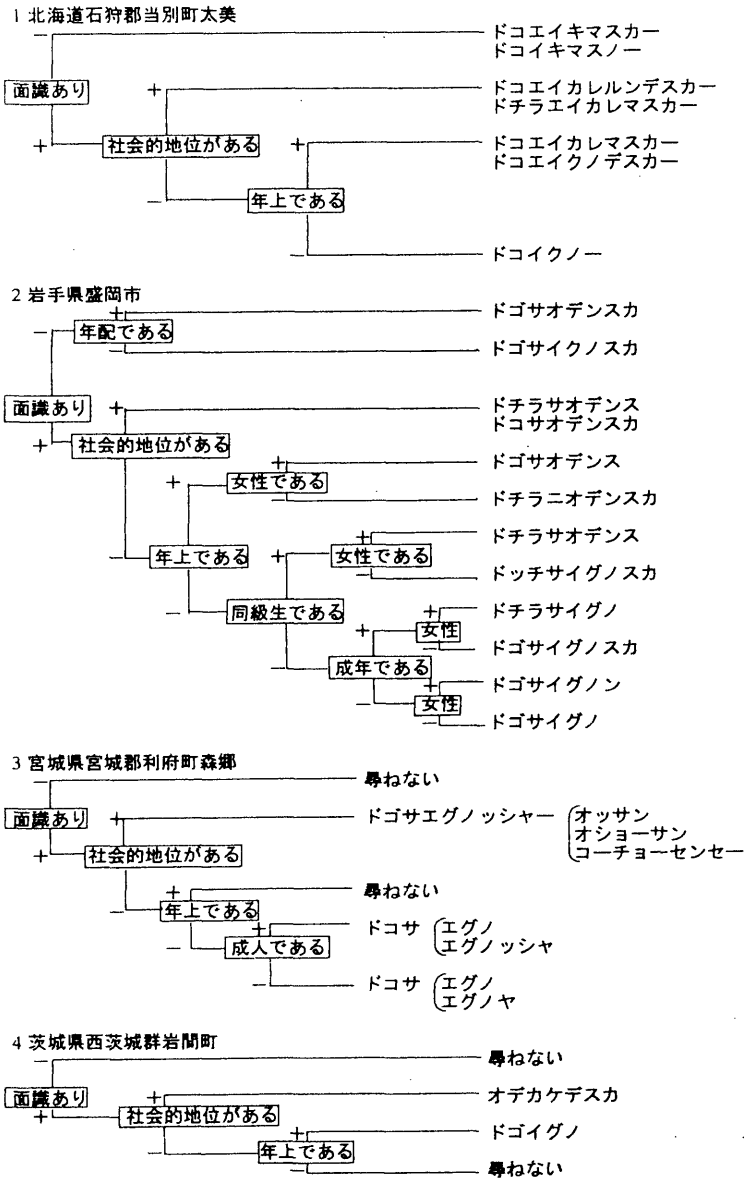 1 北海道石狩郡当別町太美
－
ドコエイキマスカー
ドコイキマスノー
面識あり
＋
ドコエイカレルンデスカー
ドチラエイカレマスカー
＋
社会的地位がある
＋
ドコエイカレマスカー
ドコエイクノデスカー
－
年上である
－
ドコイクノー
2 岩手県盛岡市
＋
ドゴサオデンスカ
－
年配である
－
ドゴサイクノスカ
面識あり
＋
ドチラサオデンス
ドコサオデンスカ
＋
社会的地位がある
＋
ドゴサオデンス
＋
女性である
－
ドチラニオデンスカ
－
年上である
＋
ドチラサオデンス
＋
女性である
－
ドッチサイグノスカ
－
同級生である
＋
ドチラサイグノ
＋
女性
－
ドゴサイグノスカ
－
成年である
＋
ドゴサイグノン
－
女性
－
ドゴサイグノ
3 宮城県宮城郡利府町森郷
－
尋ねない
面識あり
＋
ドゴサエグノッシャー
オッサン
オショーサン
コーチョーセンセー
＋
社会的地位がある
＋
尋ねない
－
年上である
＋
ドコサ
エグノ
エグノッシャ
－
成人である
－
ドコサ
エグノ
エグノヤ
4 茨城県西茨城群岩間町
－
尋ねない
面識あり
＋
オデカケデスカ
＋
社会的地位がある
＋
ドゴイグノ
－
年上である
－
尋ねない